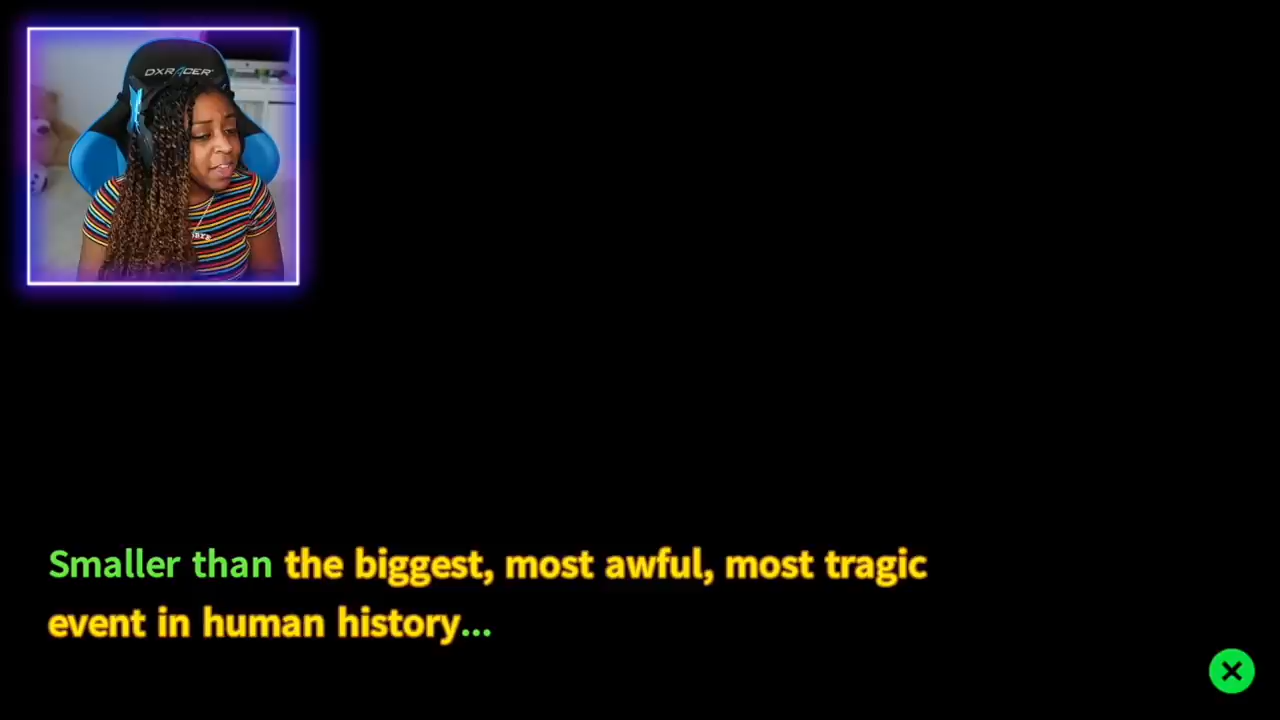 DXRACER
Smaller than the biggest, most awful, most tragic
event in human history...